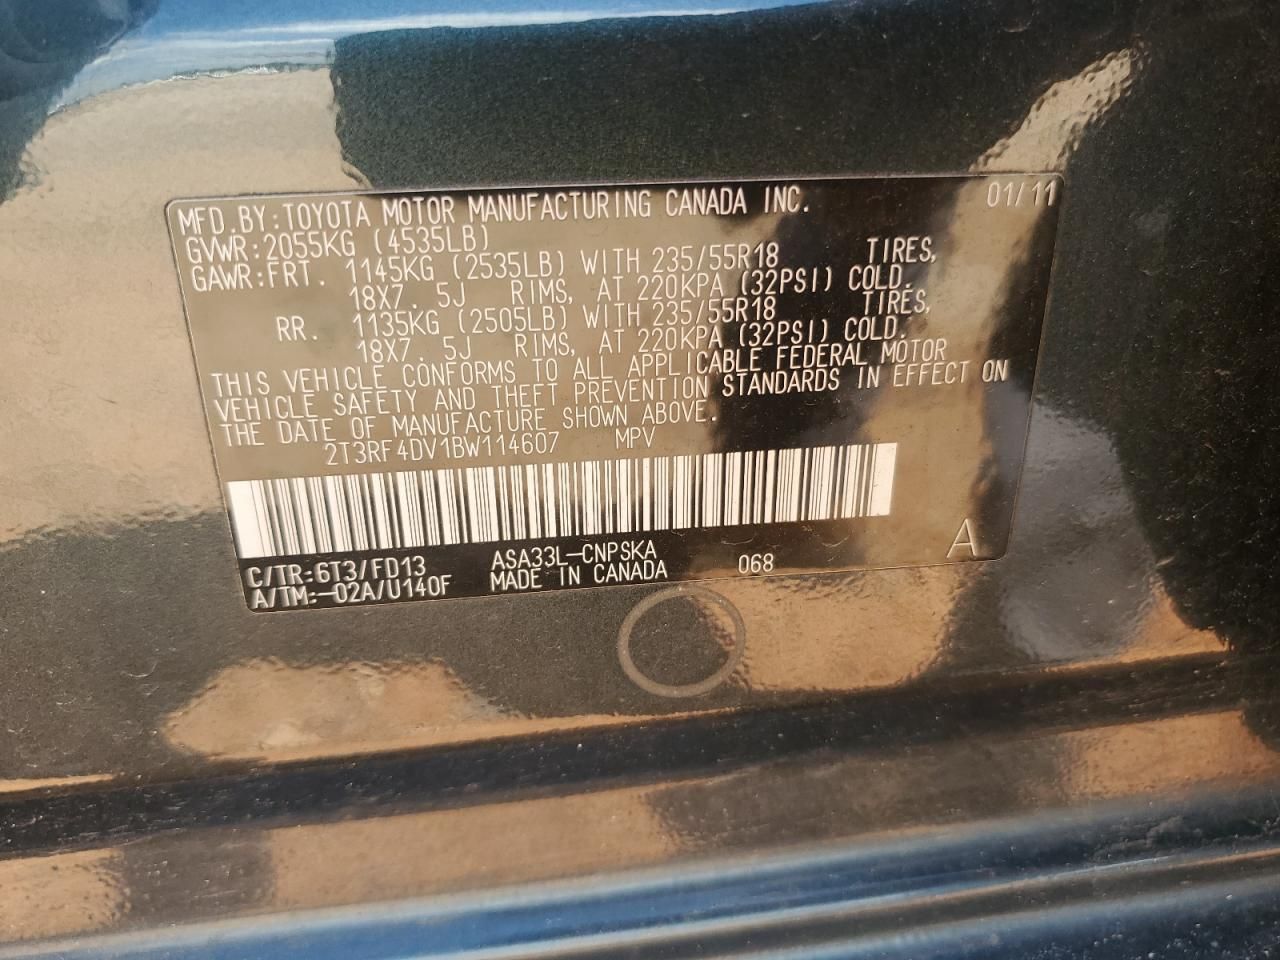 MFD.BY:TOYOTA MOTOR MANUFACTURING CANADA INC. 01/11
GVWR:2055KG (4535LB)
GAWR:FRT. 1145KG (2535LB) WITH 235/55R18 TIRES,
18X7.5J RIMS, AT 220KPA (32PSI) COLD.
RR. 1135KG (2505LB) WITH 235/55R18 TIRES,
18X7.5J RIMS, AT 220KPA (32PSI) COLD.
THIS VEHICLE CONFORMS TO ALL APPLICABLE FEDERAL MOTOR
VEHICLE SAFETY AND THEFT PREVENTION STANDARDS IN EFFECT ON
THE DATE OF MANUFACTURE SHOWN ABOVE.
2T3RF4DV1BW114607 MPV
C/TR:6T3/FD13 ASA33L-CNPSKA 068 A
A/TM:-02A/U140F MADE IN CANADA